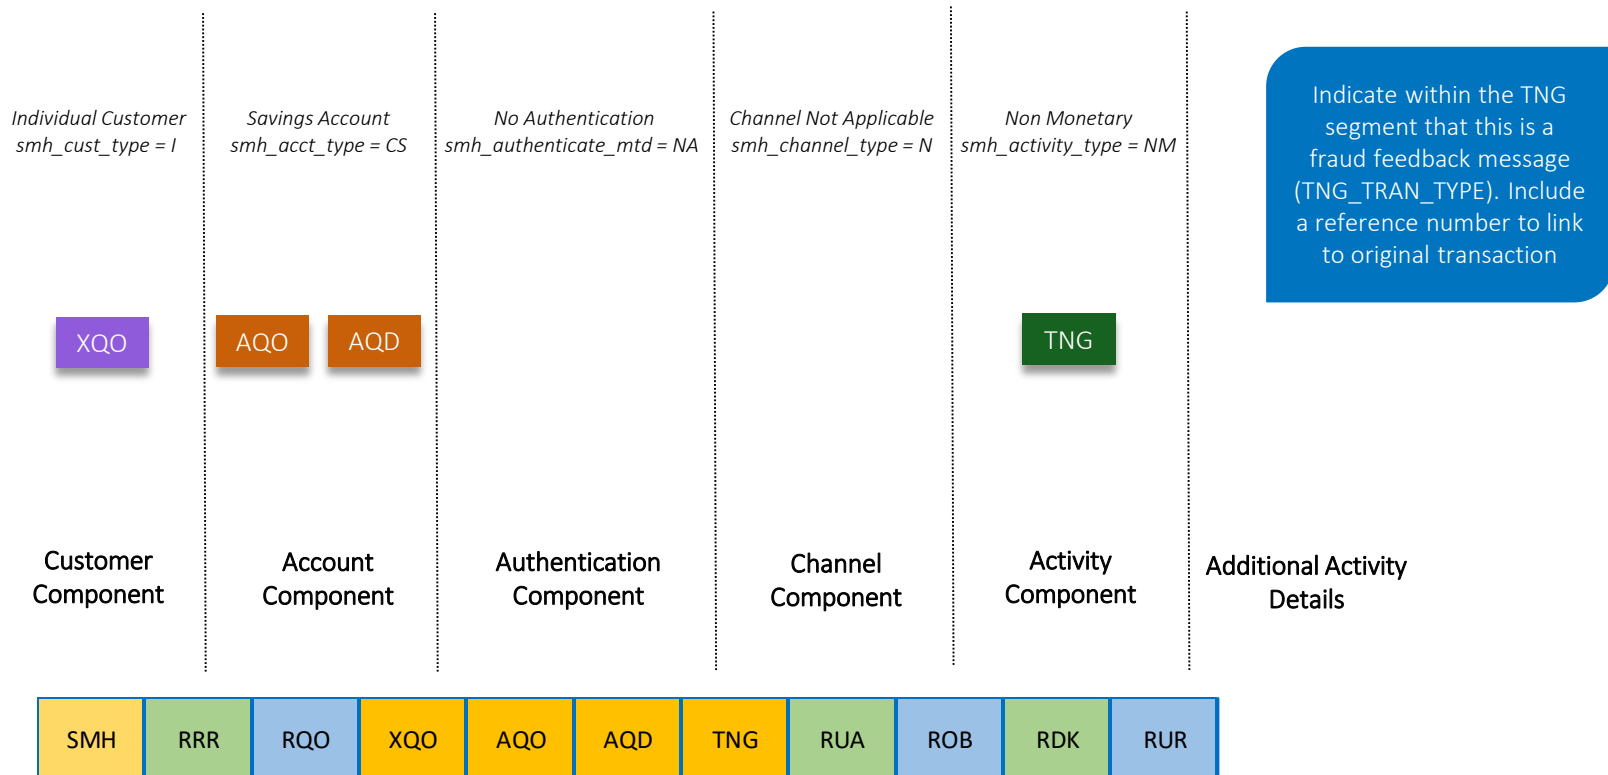 Individual Customer
smh_cust_type = I
Savings Account
smh_acct_type = CS
No Authentication
smh_authenticate_mtd = NA
Channel Not Applicable
smh_channel_type = N
Non Monetary
smh_activity_type = NM
Indicate within the TNG
segment that this is a
fraud feedback message
(TNG_TRAN_TYPE). Include
a reference number to link
to original transaction
XQO
AQO
AQD
TNG
Customer
Component
Account
Component
Authentication
Component
Channel
Component
Activity
Component
Additional Activity
Details
SMH
RRR
RQO
XQO
AQO
AQD
TNG
RUA
ROB
RDK
RUR